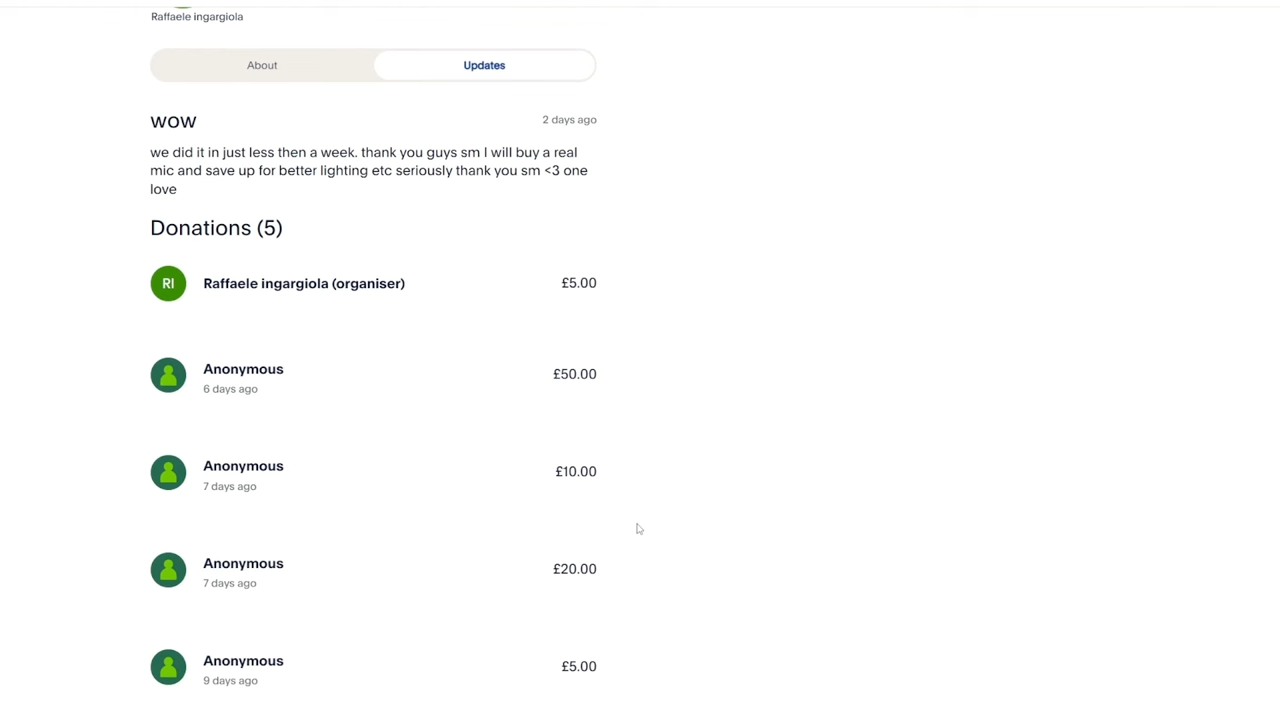 Raffaele ingargiola
About
Updates
wow
2 days ago
we did it in just less then a week. thank you guys sm I will buy a real
mic and save up for better lighting etc seriously thank you sm <3 one
love
Donations (5)
RI
Raffaele ingargiola (organiser)
£5.00
Anonymous
£50.00
6 days ago
Anonymous
£10.00
7 days ago
Anonymous
£20.00
7 days ago
Anonymous
£5.00
9 days ago